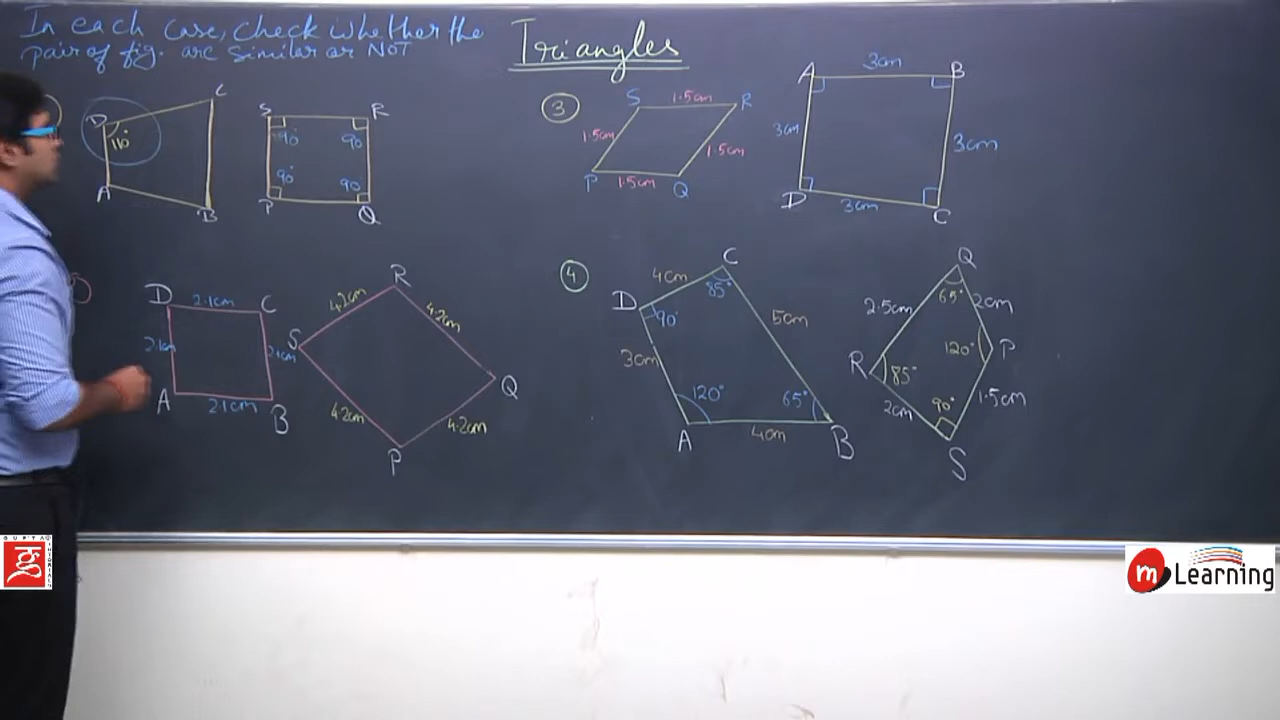 In each case, check whether the
pair of fig. are similar or NOT
Triangles
D
C
110°
A
B
S
R
90°
90
90°
90
P
Q
3
S
1.5cm
R
1.5cm
1.5cm
P
1.5cm
Q
A
3cm
B
3cm
3cm
D
3cm
C
D
2.1cm
C
2.1cm
2.1cm
A
2.1cm
B
R
4.2cm
4.2cm
S
Q
4.2cm
4.2cm
P
4
C
4cm
85°
D
90°
5cm
3cm
120°
65°
A
4cm
B
Q
65°
2.5cm
2cm
120°
P
R
85°
2cm
90°
1.5cm
S
GUPTA
TUTORIALS
m Learning